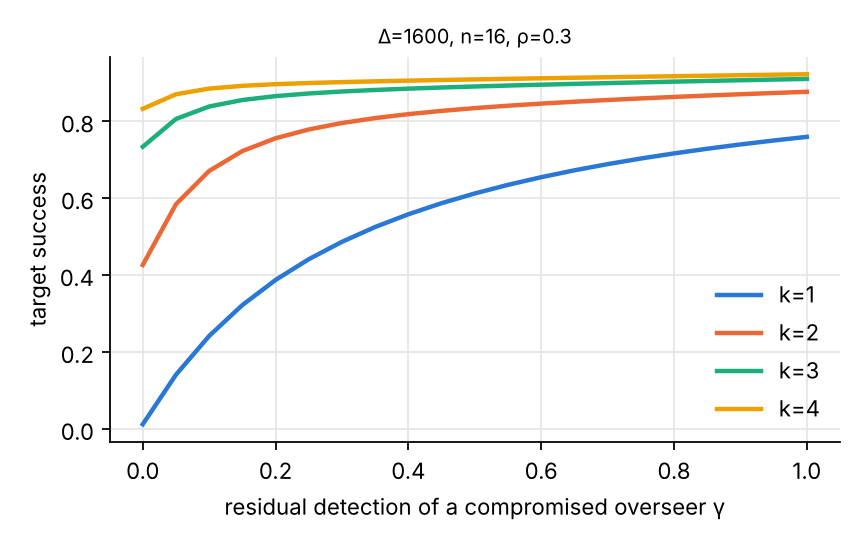 Δ=1600, n=16, ρ=0.3
target success
0.8
0.6
0.4
0.2
0.0
k=1
k=2
k=3
k=4
0.0 0.2 0.4 0.6 0.8 1.0
residual detection of a compromised overseer γ